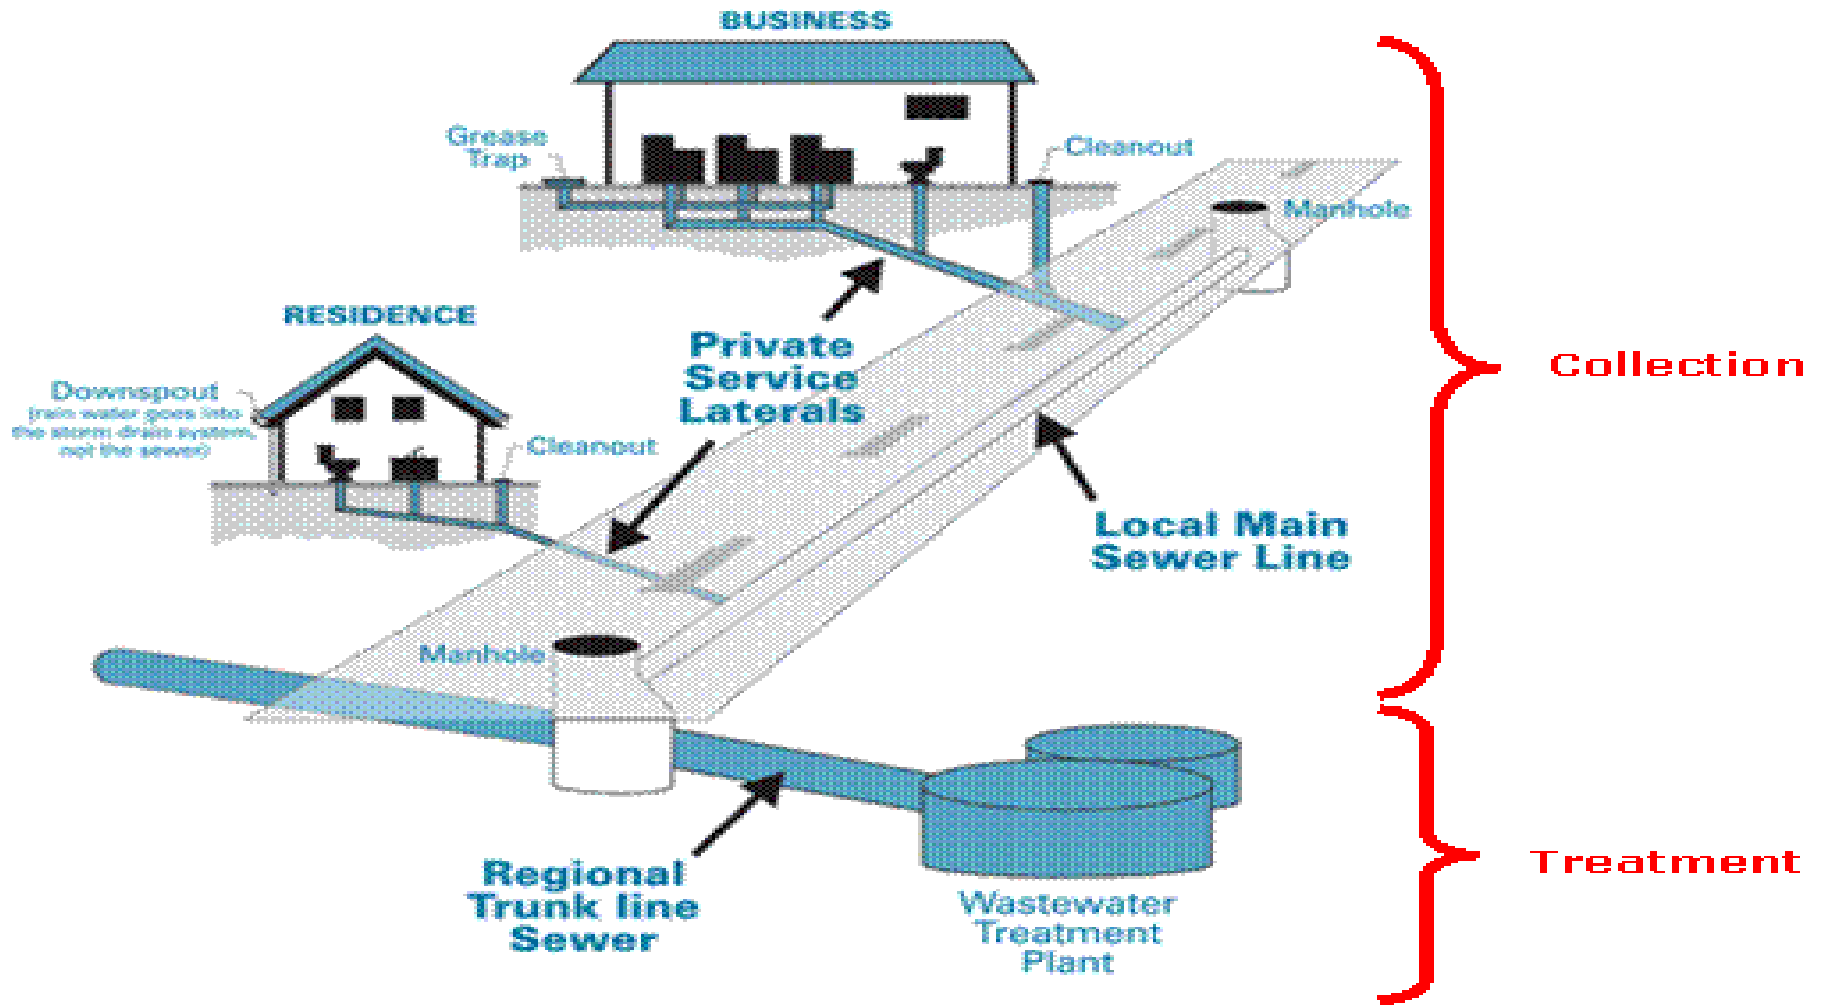 BUSINESS
Grease
Trap
Cleanout
Manhole
RESIDENCE
Private
Service
Laterals
Collection
Downspout
(rain water goes into
the storm drain system,
not the sewer)
Cleanout
Local Main
Sewer Line
Manhole
Regional
Trunk line
Sewer
Wastewater
Treatment
Plant
Treatment